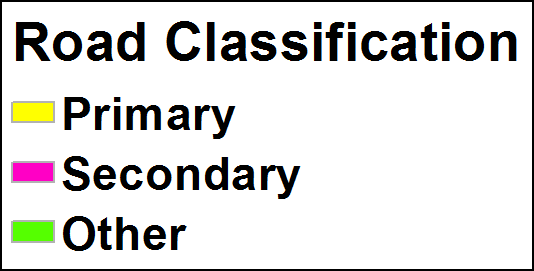 Road Classification
Primary
Secondary
Other